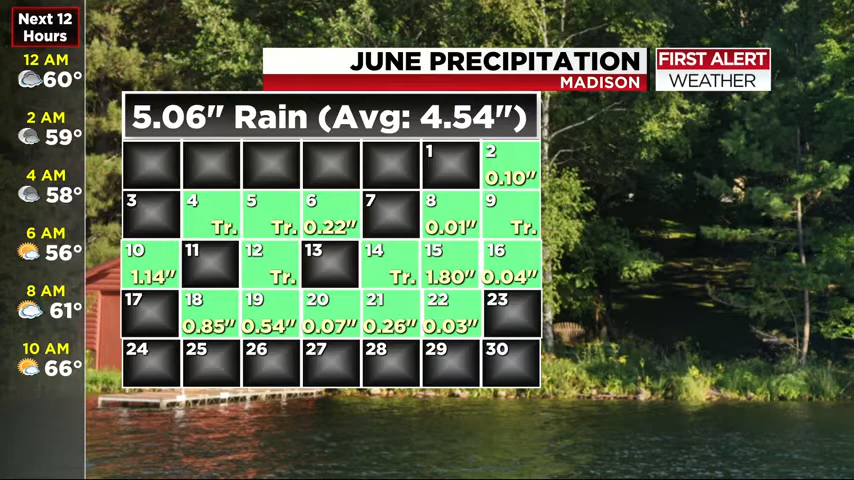 Next 12
Hours
12 AM
60°
2 AM
59°
4 AM
58°
6 AM
56°
8 AM
61°
10 AM
66°
JUNE PRECIPITATION
MADISON
FIRST ALERT
WEATHER
5.06" Rain (Avg: 4.54")
1 2
0.10"
3 4 5 6 7 8 9
Tr. Tr. 0.22" 0.01" Tr.
10 11 12 13 14 15 16
1.14" Tr. Tr. 1.80" 0.04"
17 18 19 20 21 22 23
0.85" 0.54" 0.07" 0.26" 0.03"
24 25 26 27 28 29 30